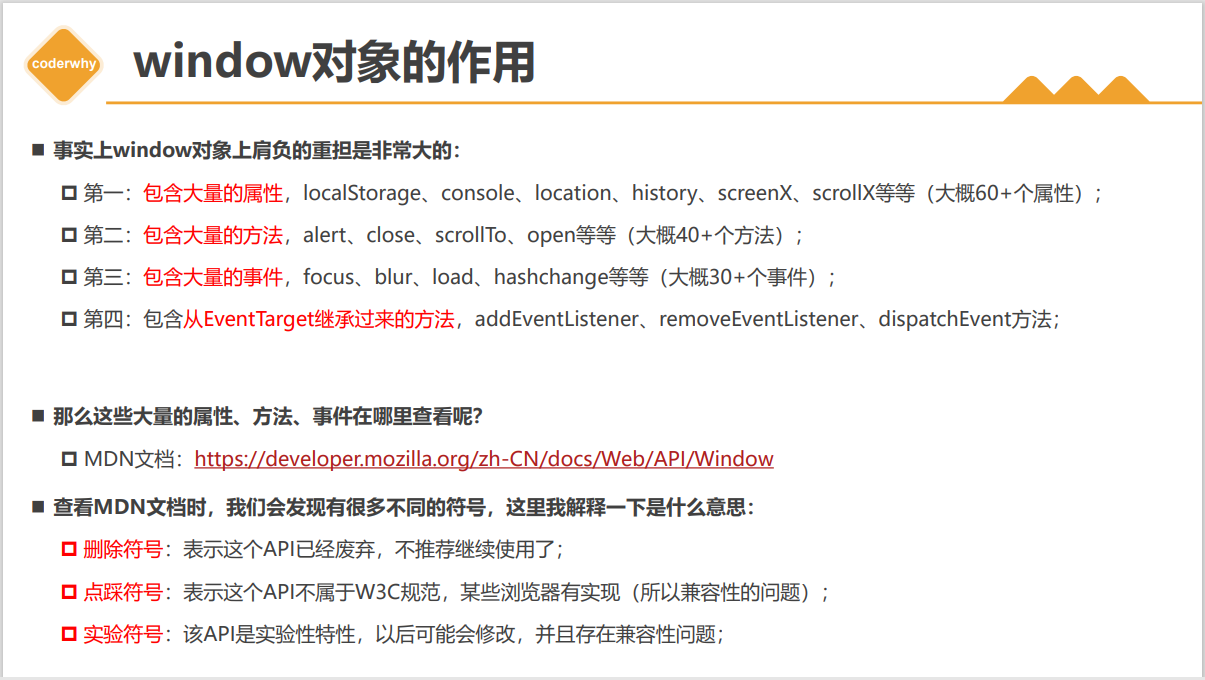 coderwhy
window对象的作用
事实上window对象上肩负的重担是非常大的：
第一：包含大量的属性，localStorage、console、location、history、screenX、scrollX等等（大概60+个属性）；
第二：包含大量的方法，alert、close、scrollTo、open等等（大概40+个方法）；
第三：包含大量的事件，focus、blur、load、hashchange等等（大概30+个事件）；
第四：包含从EventTarget继承过来的方法，addEventListener、removeEventListener、dispatchEvent方法；
那么这些大量的属性、方法、事件在哪里查看呢？
MDN文档：https://developer.mozilla.org/zh-CN/docs/Web/API/Window
查看MDN文档时，我们会发现有很多不同的符号，这里我解释一下是什么意思：
删除符号：表示这个API已经废弃，不推荐继续使用了；
点踩符号：表示这个API不属于W3C规范，某些浏览器有实现（所以兼容性的问题）；
实验符号：该API是实验性特性，以后可能会修改，并且存在兼容性问题；